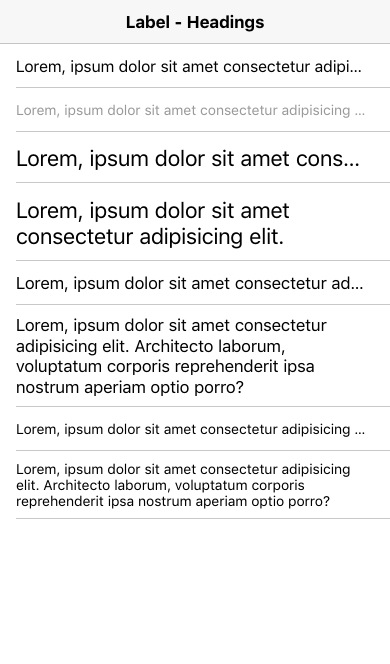 Label - Headings
Lorem, ipsum dolor sit amet consectetur adipi...
Lorem, ipsum dolor sit amet consectetur adipisicing ...
Lorem, ipsum dolor sit amet cons...
Lorem, ipsum dolor sit amet
consectetur adipisicing elit.
Lorem, ipsum dolor sit amet consectetur ad...
Lorem, ipsum dolor sit amet consectetur
adipisicing elit. Architecto laborum,
voluptatum corporis reprehenderit ipsa
nostrum aperiam optio porro?
Lorem, ipsum dolor sit amet consectetur adipisicing ...
Lorem, ipsum dolor sit amet consectetur adipisicing
elit. Architecto laborum, voluptatum corporis
reprehenderit ipsa nostrum aperiam optio porro?